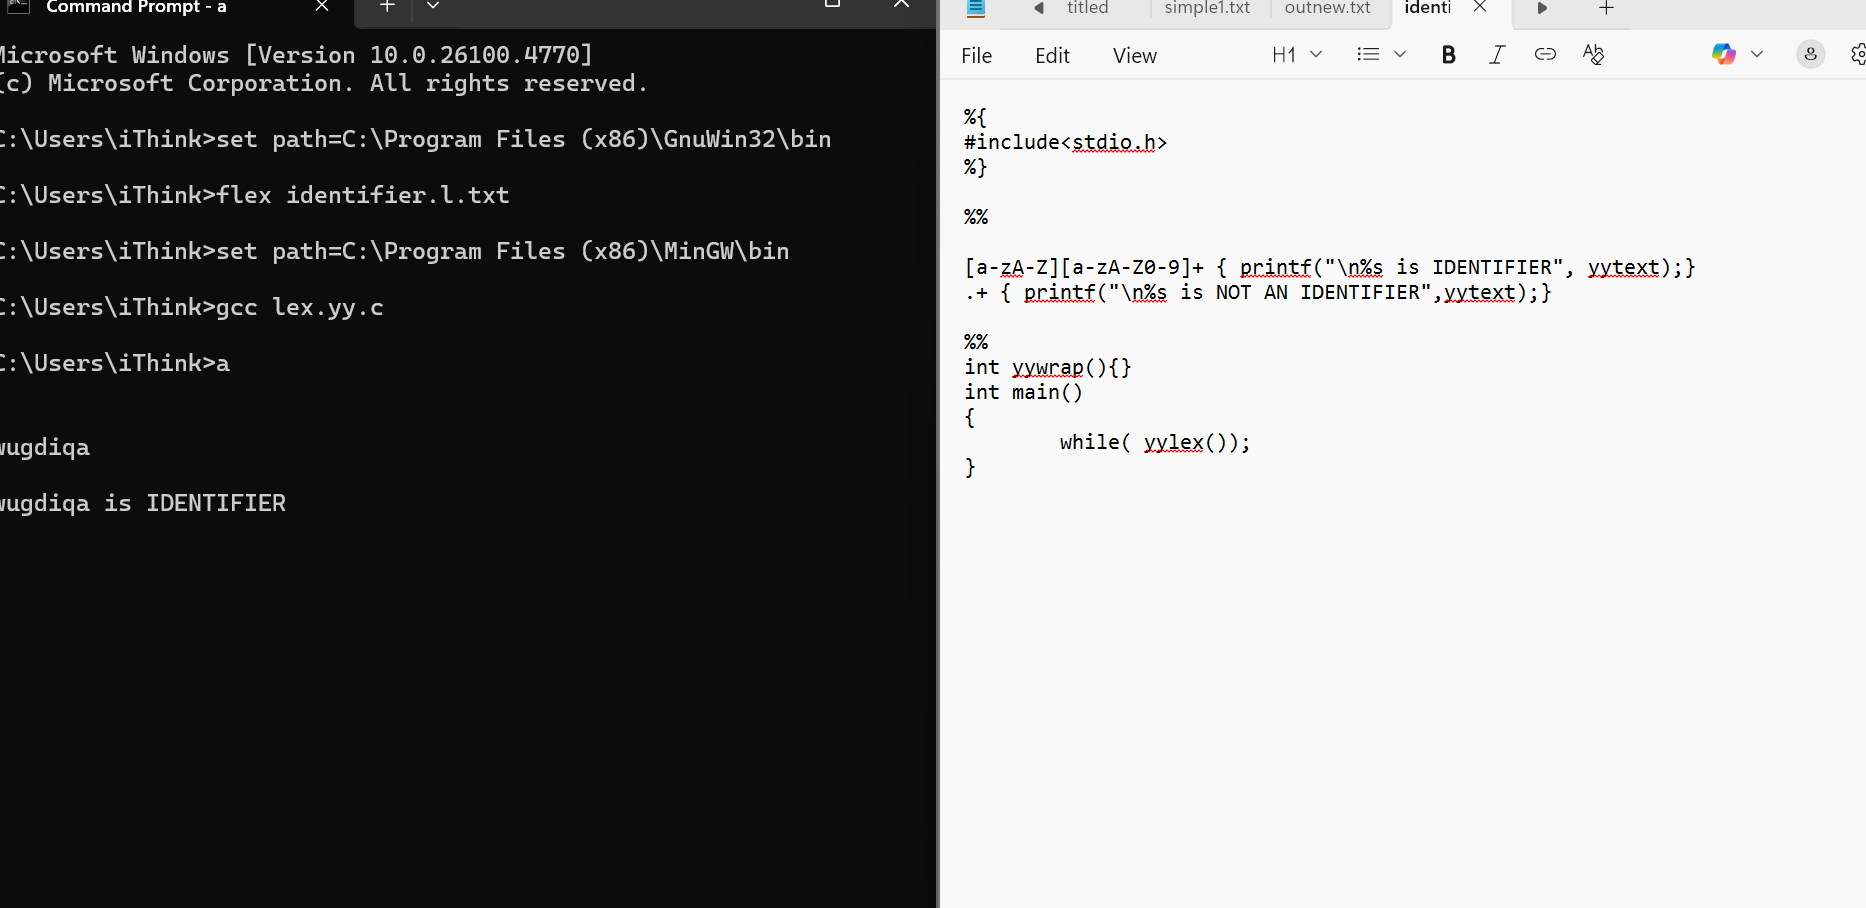 Command Prompt - a
Microsoft Windows [Version 10.0.26100.4770]
(c) Microsoft Corporation. All rights reserved.
C:\Users\iThink>set path=C:\Program Files (x86)\GnuWin32\bin
C:\Users\iThink>flex identifier.l.txt
C:\Users\iThink>set path=C:\Program Files (x86)\MinGW\bin
C:\Users\iThink>gcc lex.yy.c
C:\Users\iThink>a
wugdiqa
wugdiqa is IDENTIFIER
titled
simple1.txt
outnew.txt
identi
File
Edit
View
H1
B
I
%{
#include<stdio.h>
%}
%%
[a-zA-Z][a-zA-Z0-9]+ { printf("\n%s is IDENTIFIER", yytext);}
.+ { printf("\n%s is NOT AN IDENTIFIER",yytext);}
%%
int yywrap(){}
int main()
{
        while( yylex());
}